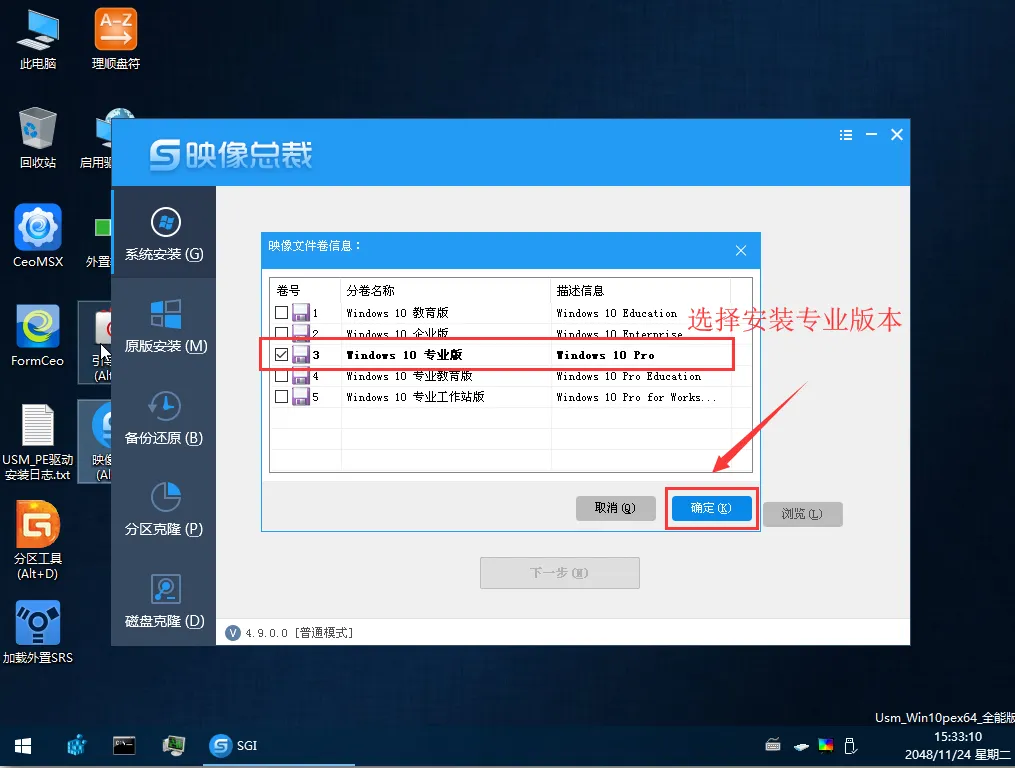 此电脑
理顺盘符
A-Z
回收站
启用驱
CeoMSX
外置
FormCeo
引
(Alt
USM_PE驱动
安装日志.txt
映像
(Al
分区工具
(Alt+D)
加载外置SRS
映像总裁
系统安装 (G)
原版安装 (M)
备份还原 (B)
分区克隆 (P)
磁盘克隆 (D)
映像文件卷信息：
卷号 分卷名称 描述信息
1 Windows 10 教育版 Windows 10 Education
2 Windows 10 企业版 Windows 10 Enterprise
3 Windows 10 专业版 Windows 10 Pro
4 Windows 10 专业教育版 Windows 10 Pro Education
5 Windows 10 专业工作站版 Windows 10 Pro for Works...
选择安装专业版本
取消(Q) 确定(K) 浏览(L)
下一步(N)
V 4.9.0.0 [普通模式]
Usm_Win10pex64_全能版
SGI
15:33:10
2048/11/24 星期二